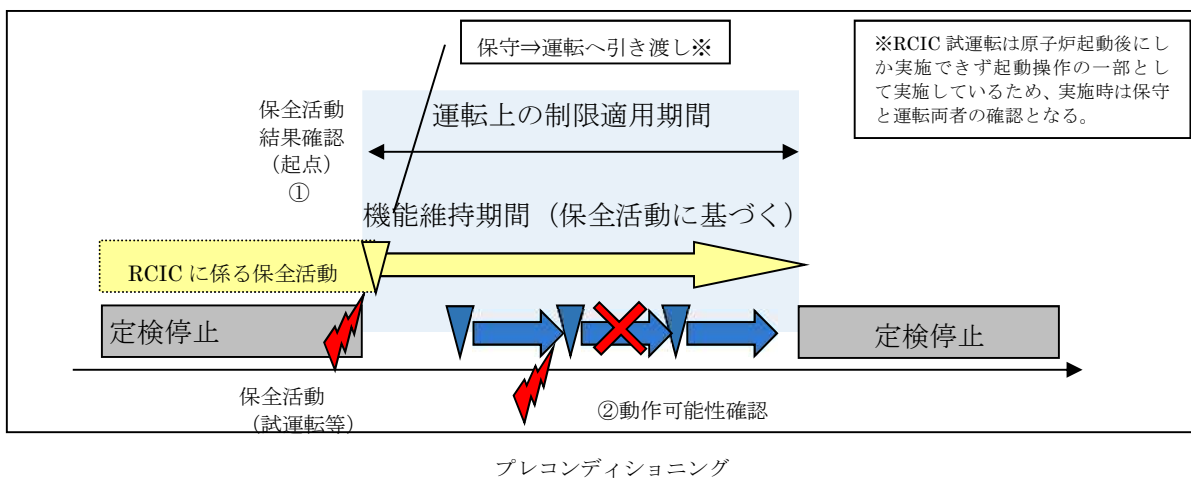 保守⇒運転へ引き渡し※
※RCIC 試運転は原子炉起動後にし
か実施できず起動操作の一部とし
て実施しているため、実施時は保守
と運転両者の確認となる。
保全活動
結果確認
（起点）
①
運転上の制限適用期間
機能維持期間（保全活動に基づく）
RCIC に係る保全活動
定検停止
定検停止
保全活動
（試運転等）
②動作可能性確認
プレコンディショニング